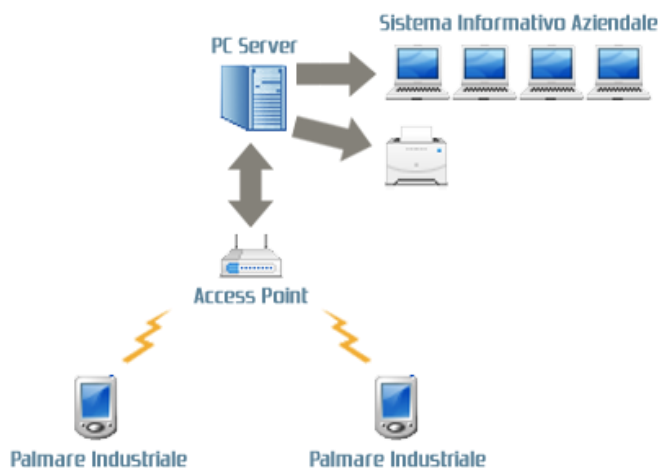 Sistema Informativo Aziendale
PC Server
Access Point
Palmare Industriale
Palmare Industriale